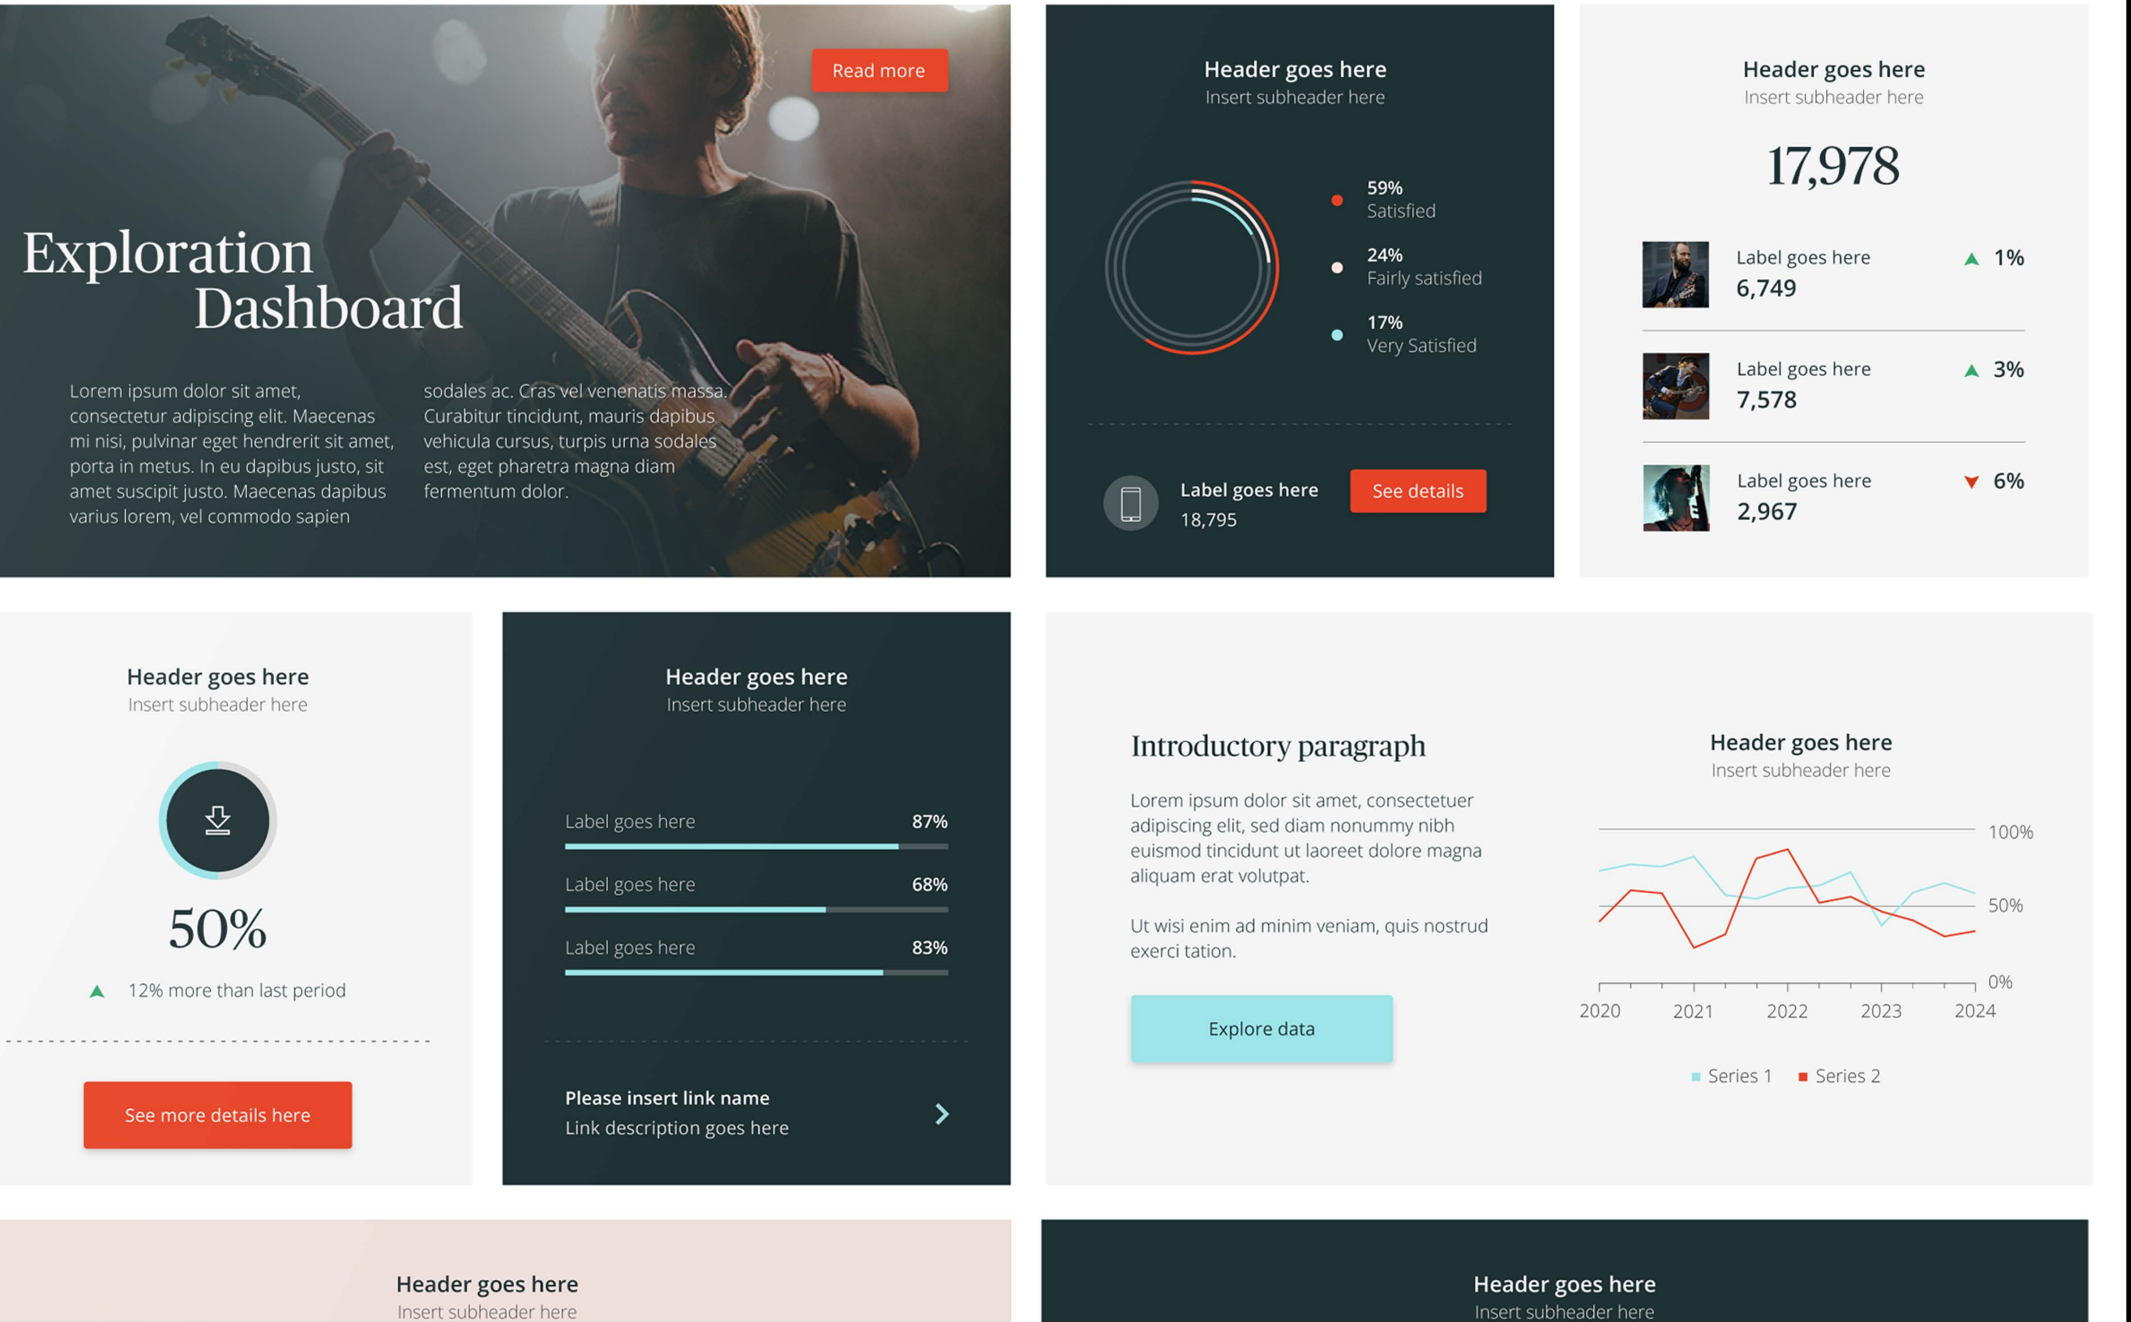 Read more
Exploration
Dashboard
Lorem ipsum dolor sit amet,
consectetur adipiscing elit. Maecenas
mi nisi, pulvinar eget hendrerit sit amet,
porta in metus. In eu dapibus justo, sit
amet suscipit justo. Maecenas dapibus
varius lorem, vel commodo sapien
sodales ac. Cras vel venenatis massa.
Curabitur tincidunt, mauris dapibus
vehicula cursus, turpis urna sodales
est, eget pharetra magna diam
fermentum dolor.
Header goes here
Insert subheader here
59%
Satisfied
24%
Fairly satisfied
17%
Very Satisfied
Label goes here
18,795
See details
Header goes here
Insert subheader here
17,978
Label goes here
6,749
1%
Label goes here
7,578
3%
Label goes here
2,967
6%
Header goes here
Insert subheader here
50%
12% more than last period
See more details here
Header goes here
Insert subheader here
Label goes here 87%
Label goes here 68%
Label goes here 83%
Please insert link name
Link description goes here
Introductory paragraph
Lorem ipsum dolor sit amet, consectetuer
adipiscing elit, sed diam nonummy nibh
euismod tincidunt ut laoreet dolore magna
aliquam erat volutpat.
Ut wisi enim ad minim veniam, quis nostrud
exerci tation.
Explore data
Header goes here
Insert subheader here
100%
50%
0%
2020 2021 2022 2023 2024
Series 1 Series 2
Header goes here
Insert subheader here
Header goes here
Insert subheader here